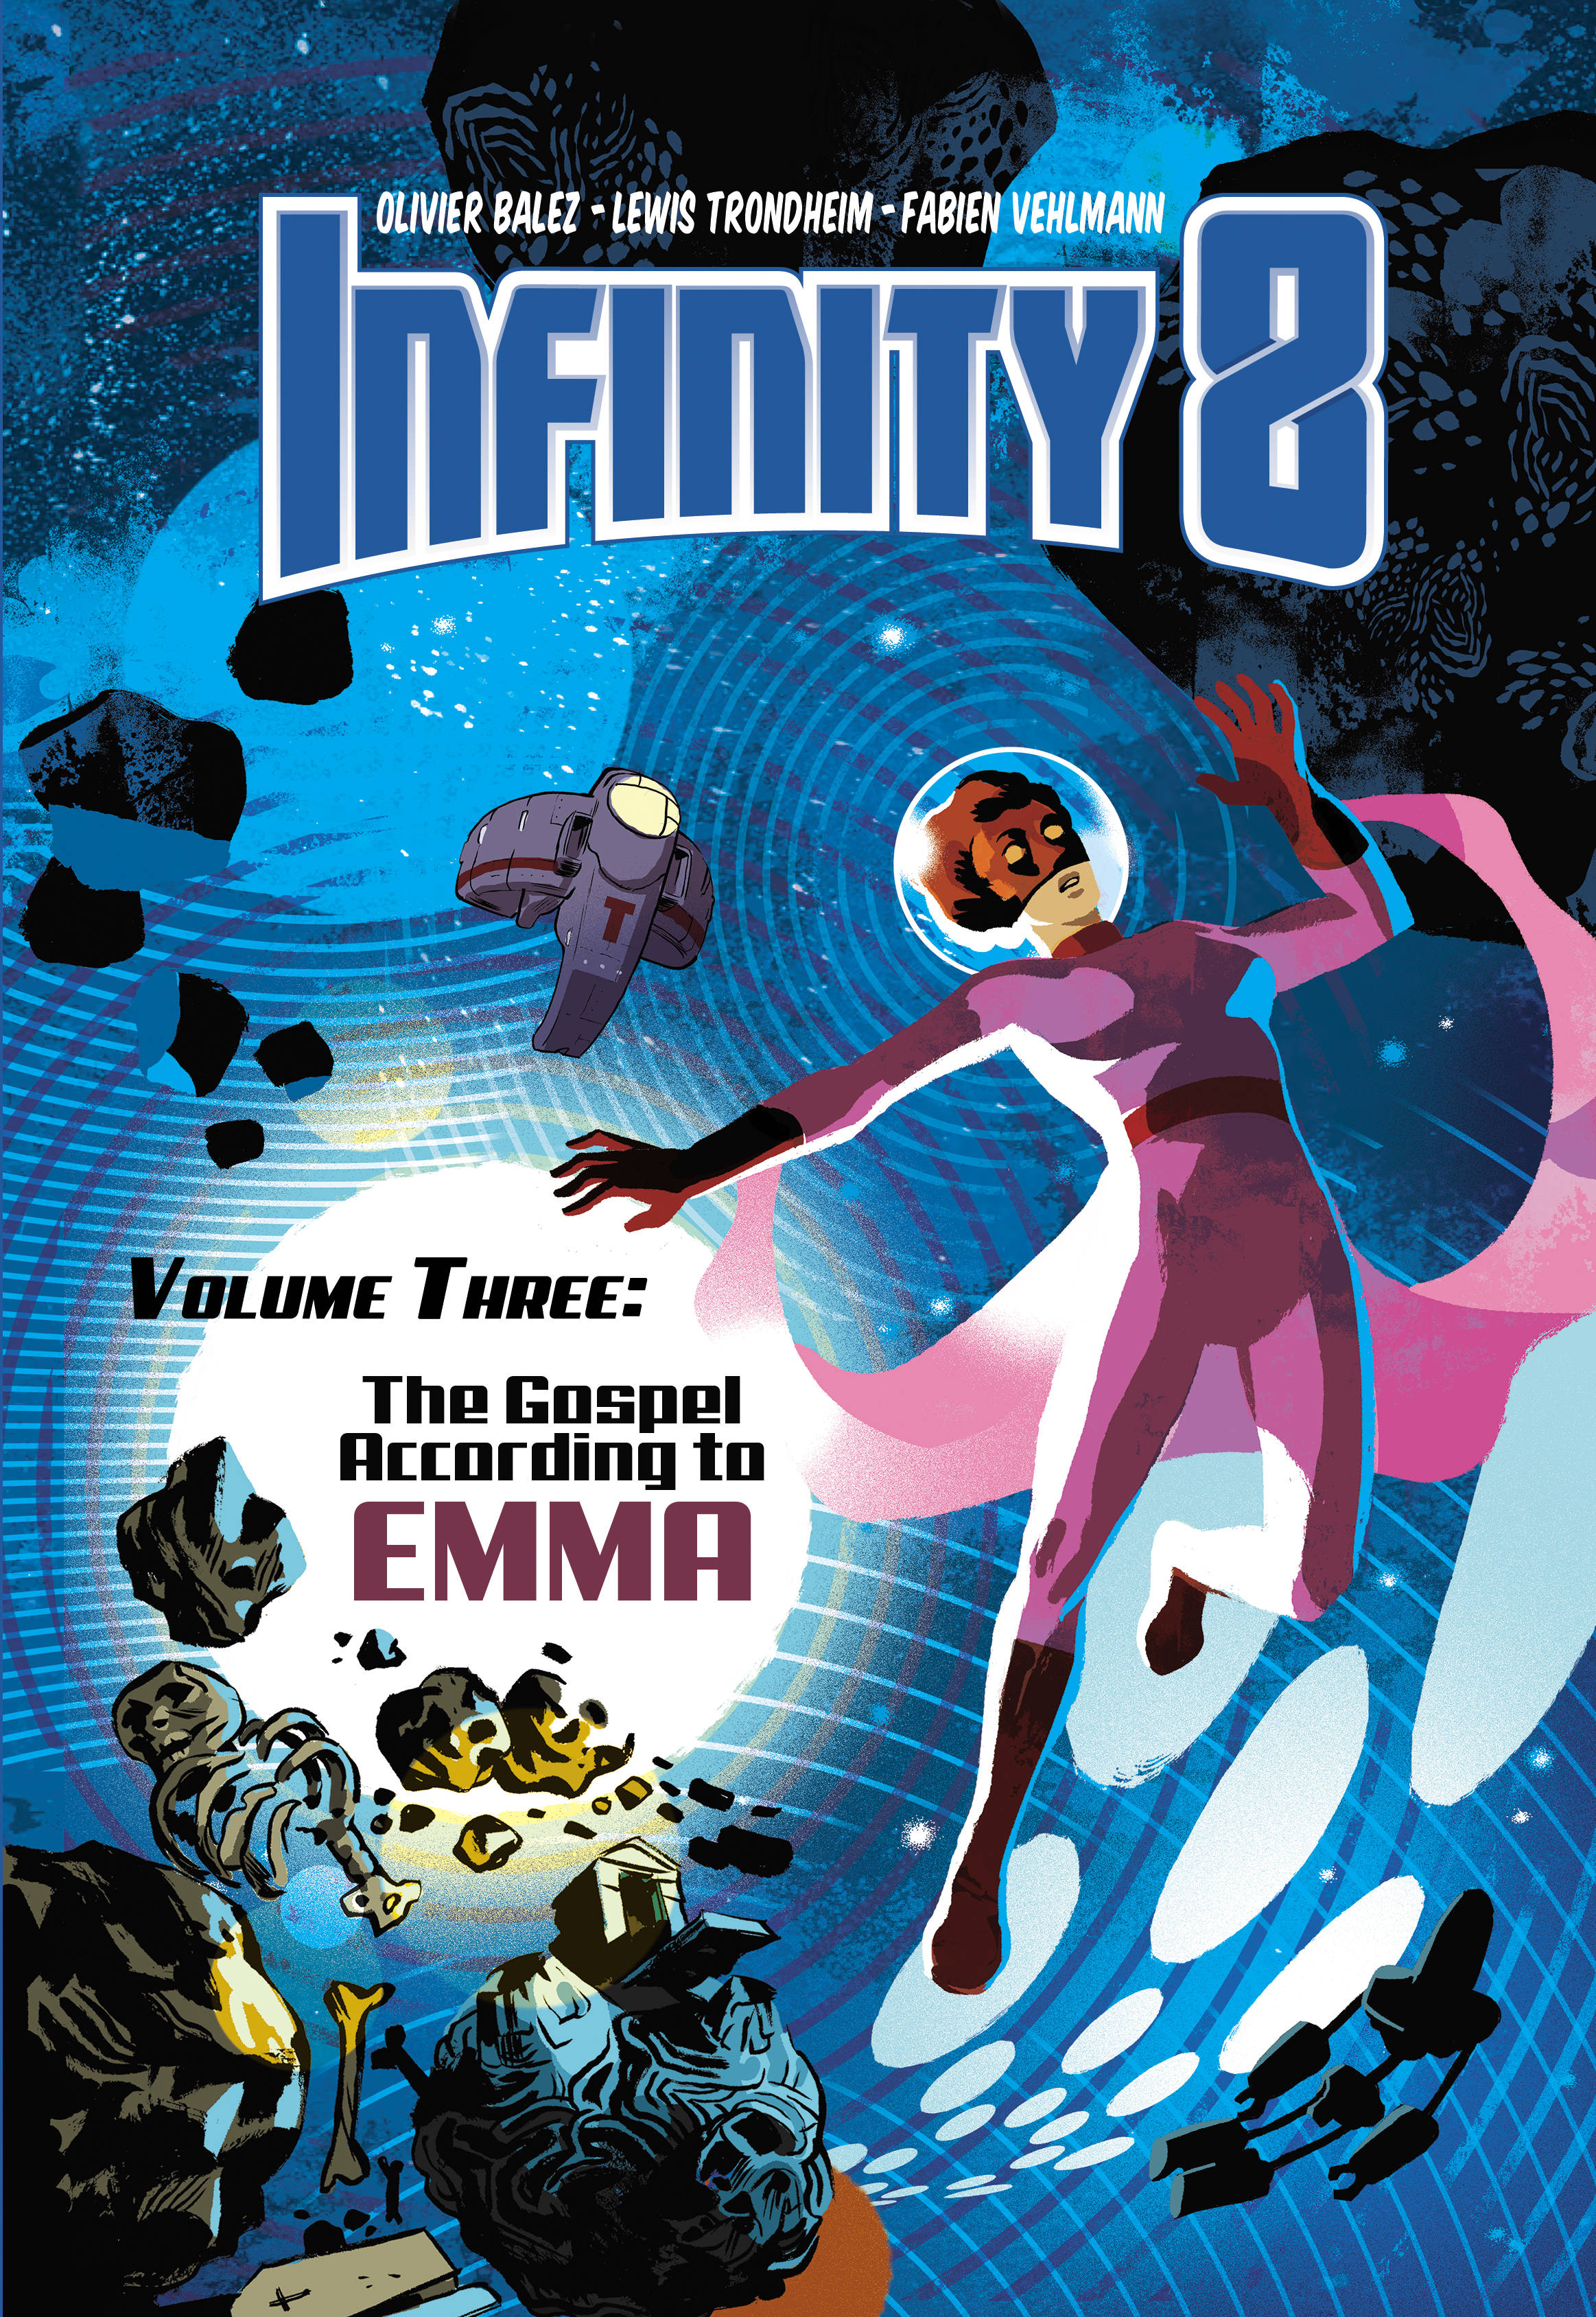 OLIVIER BALEZ - LEWIS TRONDHEIM - FABIEN VEHLMANN
INFINITY 8
T
VOLUME THREE:
The Gospel
According to
EMMA